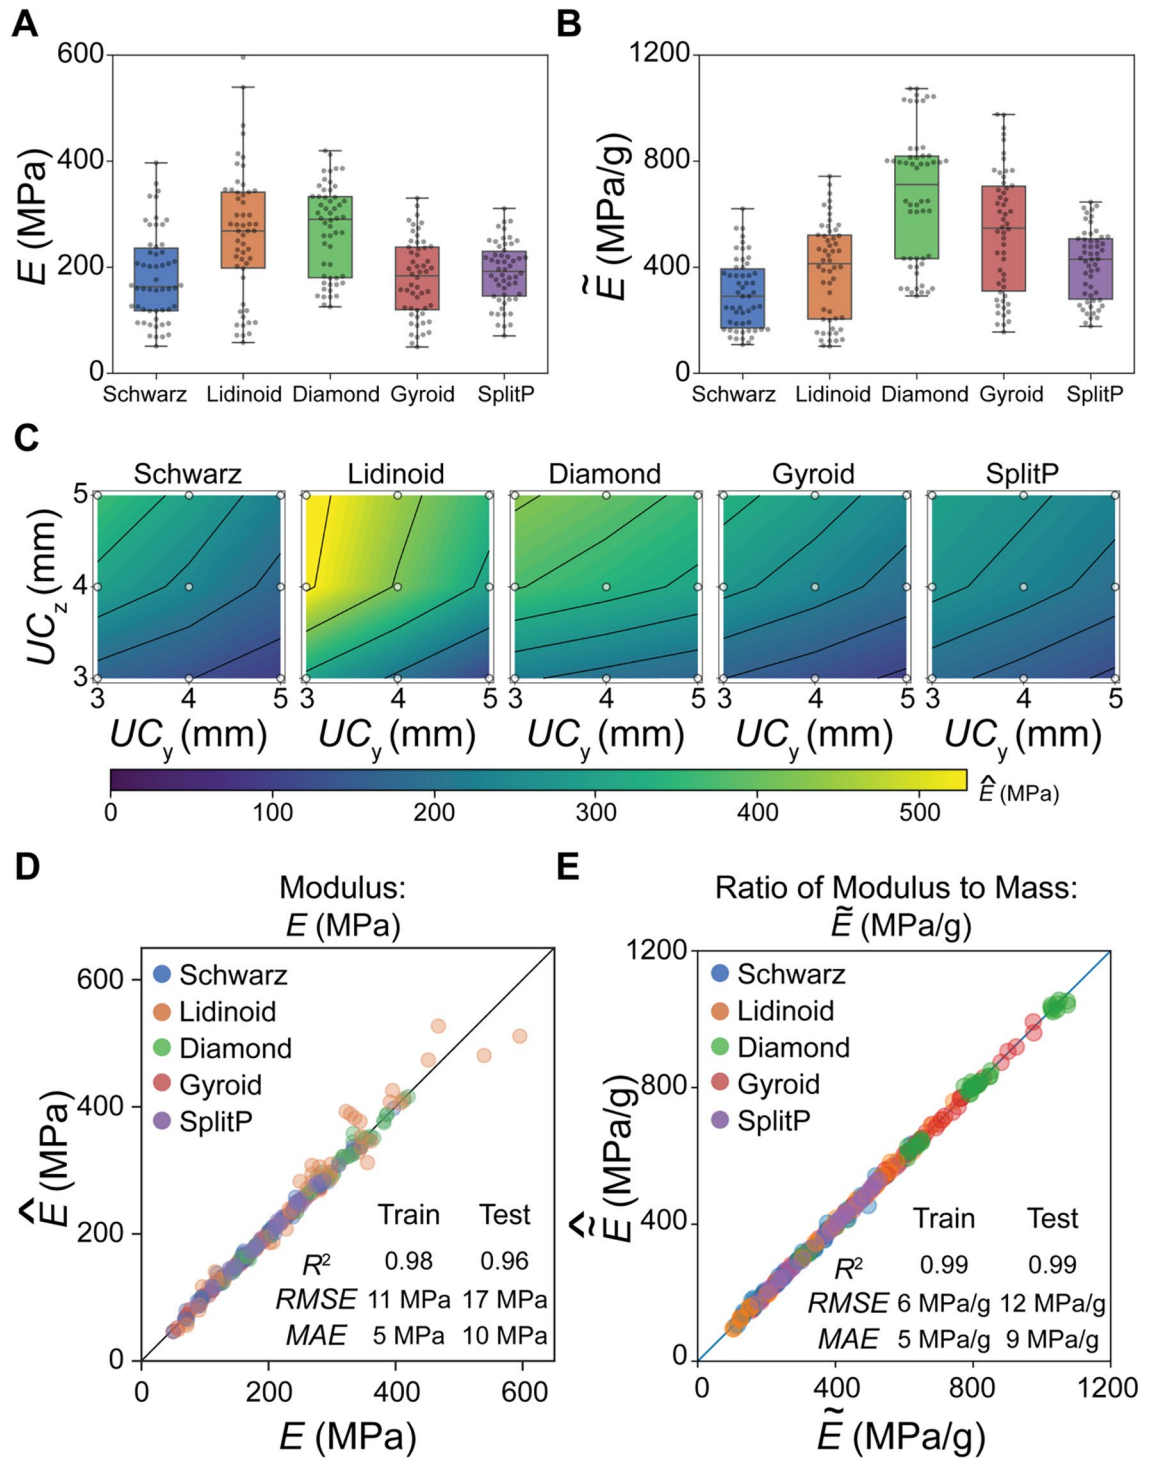 A
B
600
400
200
0
E (MPa)
Schwarz Lidinoid Diamond Gyroid SplitP
1200
800
400
0
Ẽ (MPa/g)
Schwarz Lidinoid Diamond Gyroid SplitP
C
Schwarz Lidinoid Diamond Gyroid SplitP
5
4
3
UCz (mm)
3 4 5 3 4 5 3 4 5 3 4 5 3 4 5
UCy (mm) UCy (mm) UCy (mm) UCy (mm) UCy (mm)
0 100 200 300 400 500
Ê (MPa)
D
Modulus:
E (MPa)
600
400
200
0
Ê (MPa)
Schwarz
Lidinoid
Diamond
Gyroid
SplitP
Train Test
R² 0.98 0.96
RMSE 11 MPa 17 MPa
MAE 5 MPa 10 MPa
0 200 400 600
E (MPa)
E
Ratio of Modulus to Mass:
Ẽ (MPa/g)
1200
800
400
0
Ẽ̂ (MPa/g)
Schwarz
Lidinoid
Diamond
Gyroid
SplitP
Train Test
R² 0.99 0.99
RMSE 6 MPa/g 12 MPa/g
MAE 5 MPa/g 9 MPa/g
0 400 800 1200
Ẽ (MPa/g)